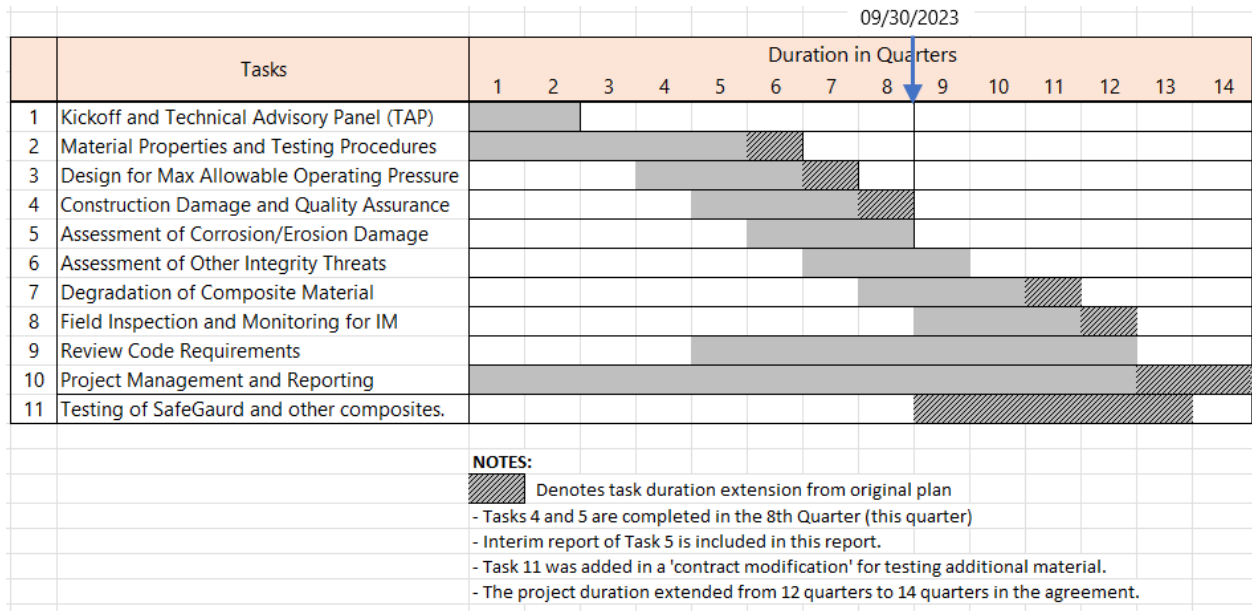 09/30/2023
Tasks
Duration in Quarters
1 2 3 4 5 6 7 8 9 10 11 12 13 14
1 Kickoff and Technical Advisory Panel (TAP)
2 Material Properties and Testing Procedures
3 Design for Max Allowable Operating Pressure
4 Construction Damage and Quality Assurance
5 Assessment of Corrosion/Erosion Damage
6 Assessment of Other Integrity Threats
7 Degradation of Composite Material
8 Field Inspection and Monitoring for IM
9 Review Code Requirements
10 Project Management and Reporting
11 Testing of SafeGaurd and other composites.
NOTES:
Denotes task duration extension from original plan
- Tasks 4 and 5 are completed in the 8th Quarter (this quarter)
- Interim report of Task 5 is included in this report.
- Task 11 was added in a 'contract modification' for testing additional material.
- The project duration extended from 12 quarters to 14 quarters in the agreement.